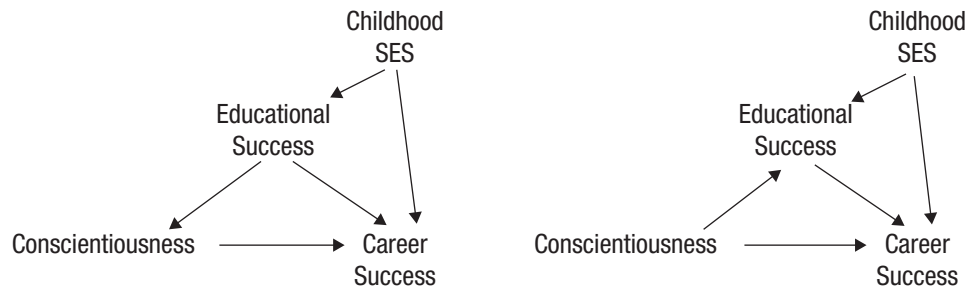 Childhood
SES
Educational
Success
Conscientiousness
Career
Success
Childhood
SES
Educational
Success
Conscientiousness
Career
Success